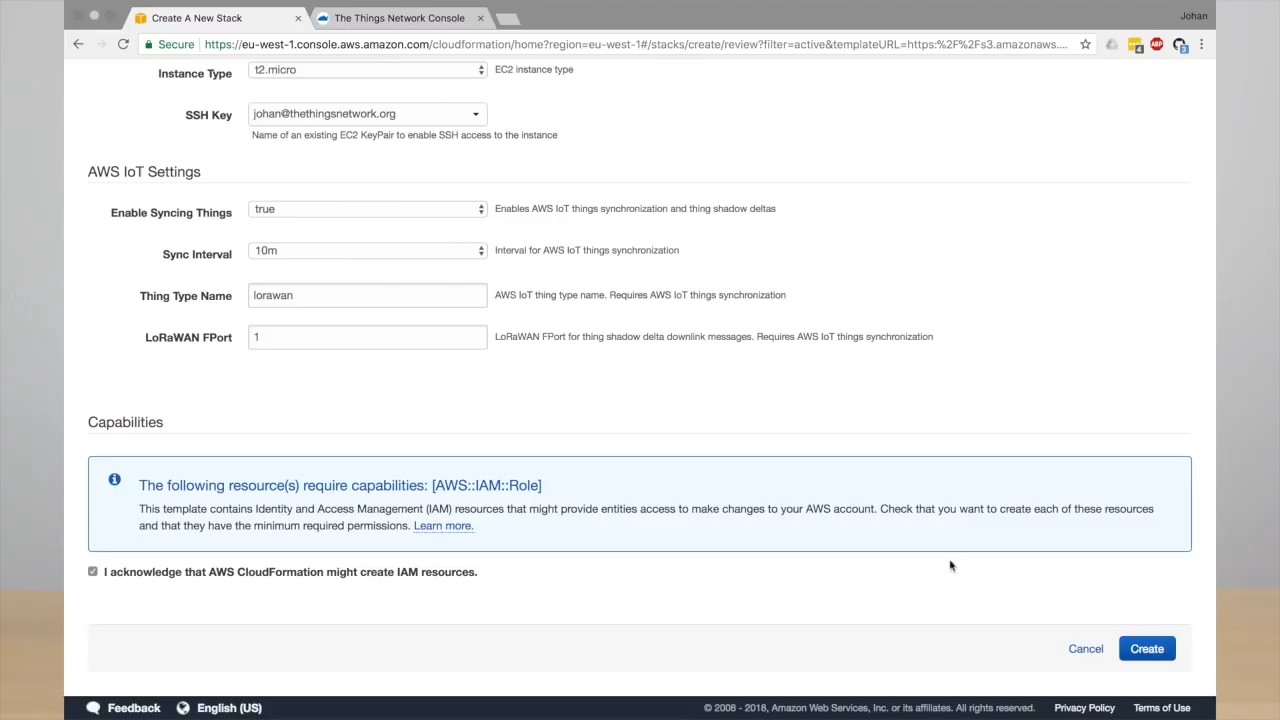 Create A New Stack
The Things Network Console
Johan
Secure https://eu-west-1.console.aws.amazon.com/cloudformation/home?region=eu-west-1#/stacks/create/review?filter=active&templateURL=https:%2F%2Fs3.amazonaws....
Instance Type t2.micro EC2 instance type
SSH Key johan@thethingsnetwork.org
Name of an existing EC2 KeyPair to enable SSH access to the instance
AWS IoT Settings
Enable Syncing Things true Enables AWS IoT things synchronization and thing shadow deltas
Sync Interval 10m Interval for AWS IoT things synchronization
Thing Type Name lorawan AWS IoT thing type name. Requires AWS IoT things synchronization
LoRaWAN FPort 1 LoRaWAN FPort for thing shadow delta downlink messages. Requires AWS IoT things synchronization
Capabilities
The following resource(s) require capabilities: [AWS::IAM::Role]
This template contains Identity and Access Management (IAM) resources that might provide entities access to make changes to your AWS account. Check that you want to create each of these resources
and that they have the minimum required permissions. Learn more.
I acknowledge that AWS CloudFormation might create IAM resources.
Cancel Create
Feedback English (US) © 2008 - 2018, Amazon Web Services, Inc. or its affiliates. All rights reserved. Privacy Policy Terms of Use